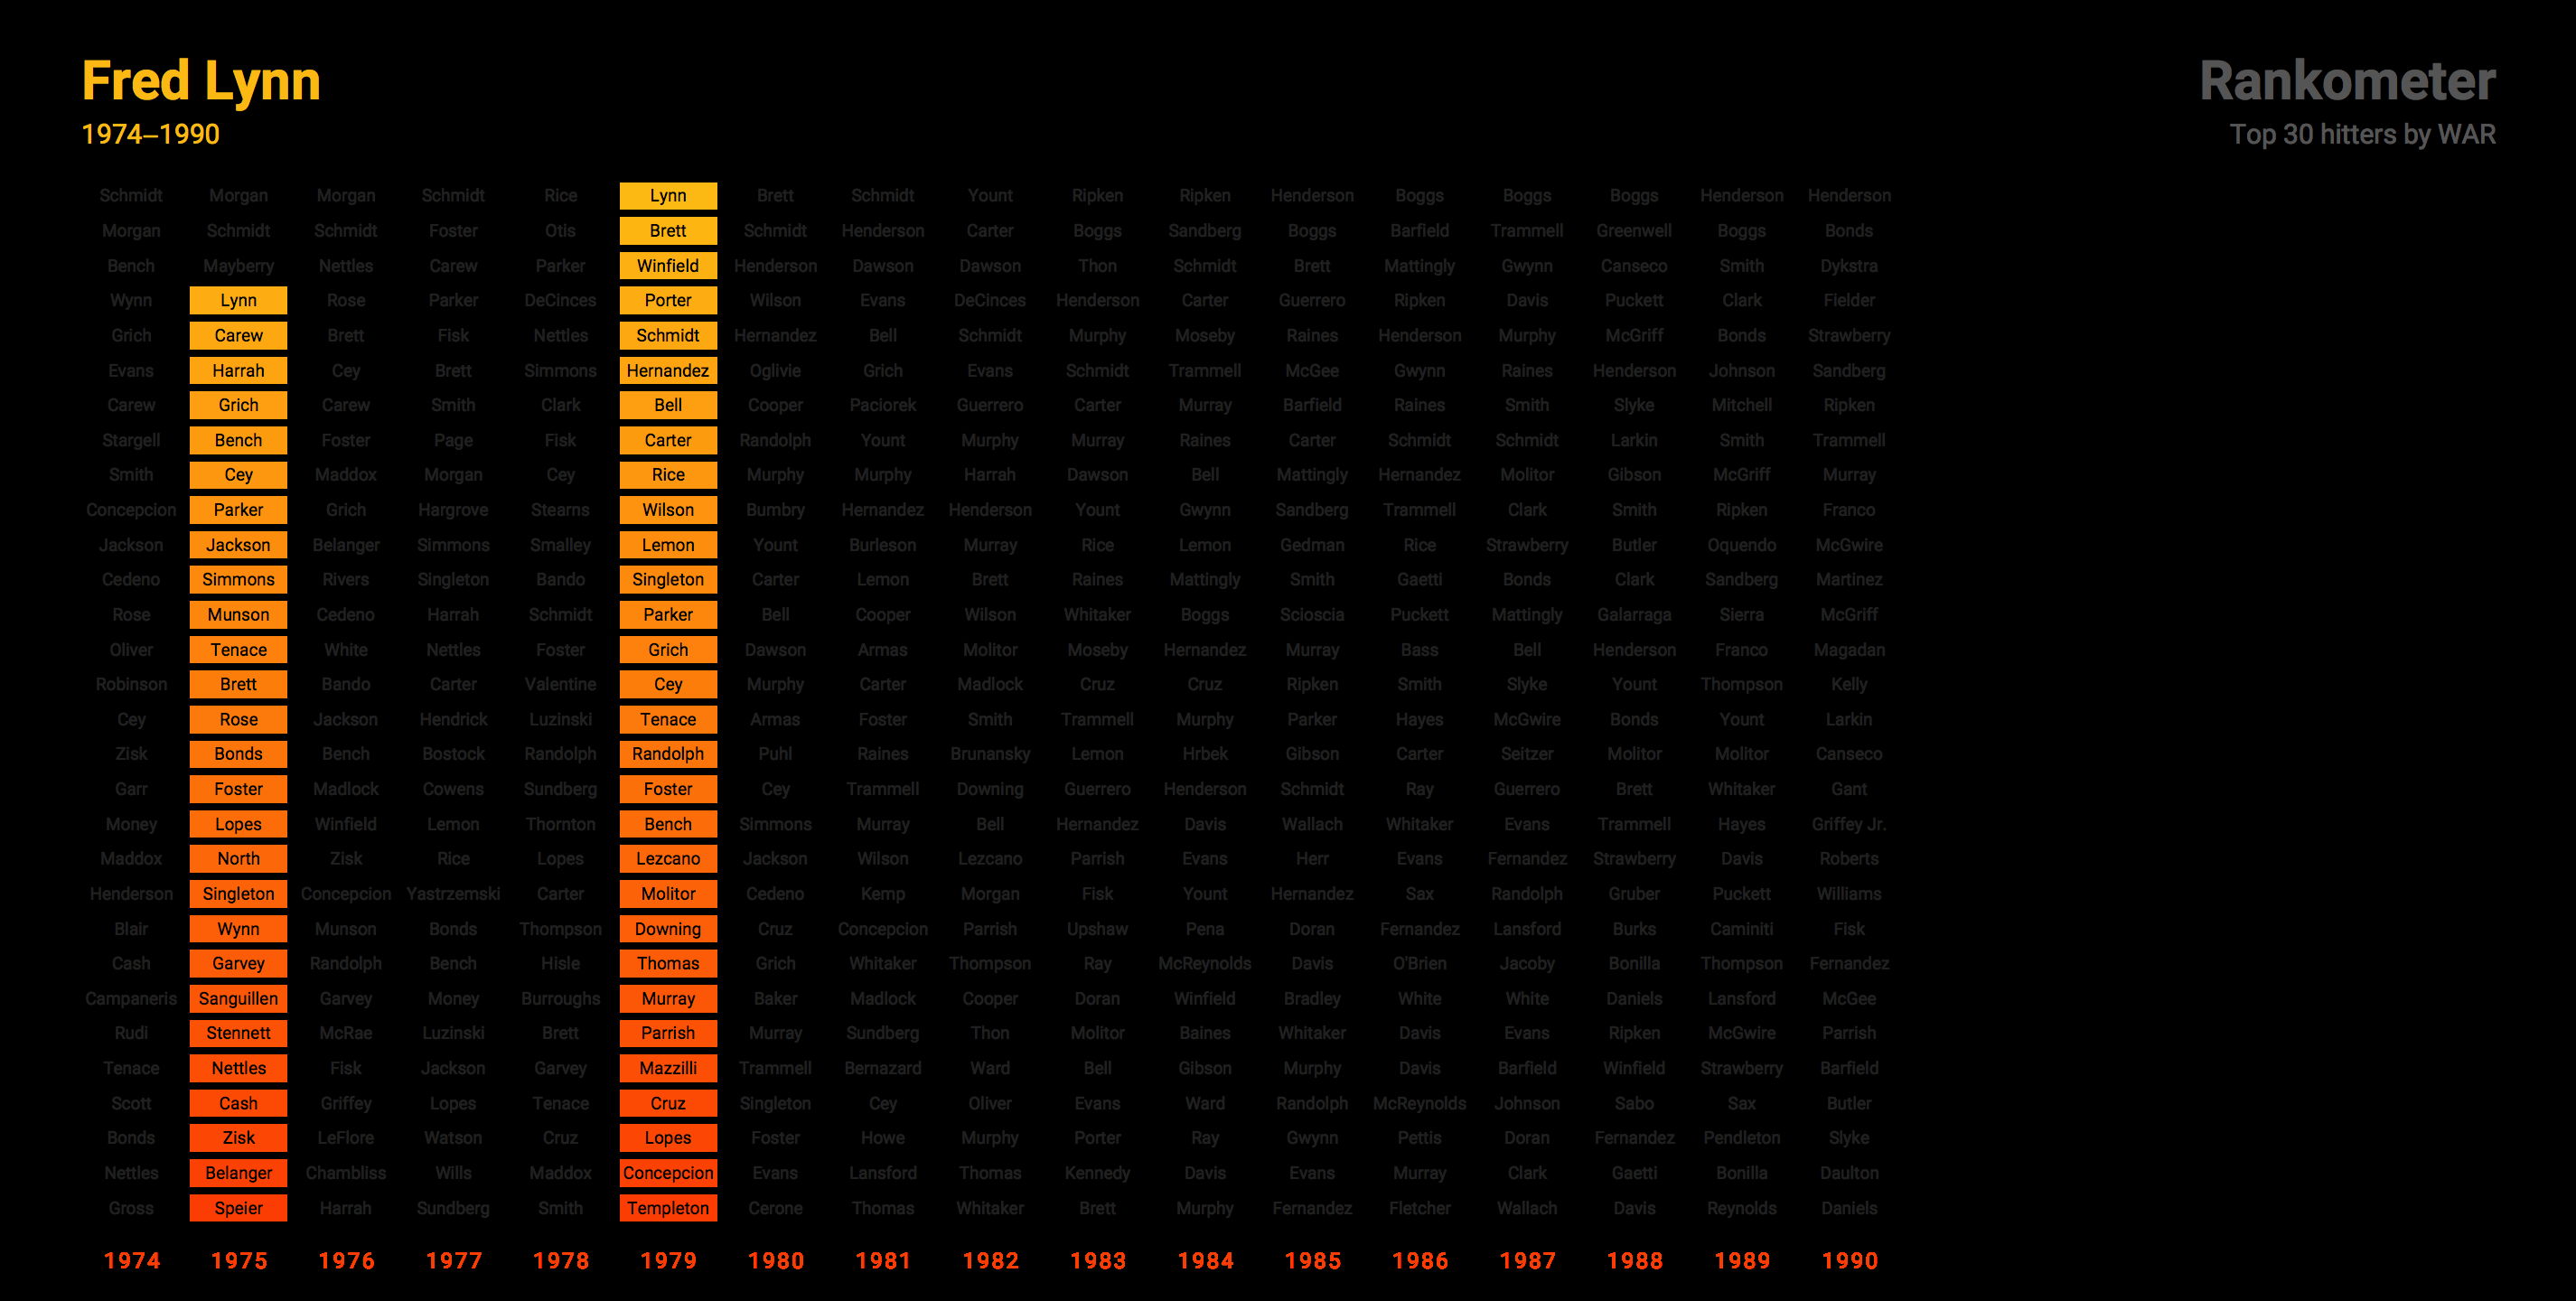 Fred Lynn
1974–1990
Rankometer
Top 30 hitters by WAR
Schmidt Morgan Morgan Schmidt Rice Lynn Brett Schmidt Yount Ripken Ripken Henderson Boggs Boggs Boggs Henderson Henderson
Morgan Schmidt Schmidt Foster Otis Brett Schmidt Henderson Carter Boggs Sandberg Boggs Barfield Trammell Greenwell Boggs Bonds
Bench Mayberry Nettles Carew Parker Winfield Henderson Dawson Dawson Thon Schmidt Brett Mattingly Gwynn Canseco Smith Dykstra
Wynn Lynn Rose Parker DeCinces Porter Wilson Evans DeCinces Henderson Carter Guerrero Ripken Davis Puckett Clark Fielder
Grich Carew Brett Fisk Nettles Schmidt Hernandez Bell Schmidt Murphy Moseby Raines Henderson Murphy McGriff Bonds Strawberry
Evans Harrah Cey Brett Simmons Hernandez Oglivie Grich Evans Schmidt Trammell McGee Gwynn Raines Henderson Johnson Sandberg
Carew Grich Carew Smith Clark Bell Cooper Paciorek Guerrero Carter Murray Barfield Raines Smith Slyke Mitchell Ripken
Stargell Bench Foster Page Fisk Carter Randolph Yount Murphy Murray Raines Carter Schmidt Schmidt Larkin Smith Trammell
Smith Cey Maddox Morgan Cey Rice Murphy Murphy Harrah Dawson Bell Mattingly Hernandez Molitor Gibson McGriff Murray
Concepcion Parker Grich Hargrove Stearns Wilson Bumbry Hernandez Henderson Yount Gwynn Sandberg Trammell Clark Smith Ripken Franco
Jackson Jackson Belanger Simmons Smalley Lemon Yount Burleson Murray Rice Lemon Gedman Rice Strawberry Butler Oquendo McGwire
Cedeno Simmons Rivers Singleton Bando Singleton Carter Lemon Brett Raines Mattingly Smith Gaetti Bonds Clark Sandberg Martinez
Rose Munson Cedeno Harrah Schmidt Parker Bell Cooper Wilson Whitaker Boggs Scioscia Puckett Mattingly Galarraga Sierra McGriff
Oliver Tenace White Nettles Foster Grich Dawson Armas Molitor Moseby Hernandez Murray Bass Bell Henderson Franco Magadan
Robinson Brett Bando Carter Valentine Cey Murphy Carter Madlock Cruz Cruz Ripken Smith Slyke Yount Thompson Kelly
Cey Rose Jackson Hendrick Luzinski Tenace Armas Foster Smith Trammell Murphy Parker Hayes McGwire Bonds Yount Larkin
Zisk Bonds Bench Bostock Randolph Randolph Puhl Raines Brunansky Lemon Hrbek Gibson Carter Seitzer Molitor Molitor Canseco
Garr Foster Madlock Cowens Sundberg Foster Cey Trammell Downing Guerrero Henderson Schmidt Ray Guerrero Brett Whitaker Gant
Money Lopes Winfield Lemon Thornton Bench Simmons Murray Bell Hernandez Davis Wallach Whitaker Evans Trammell Hayes Griffey Jr.
Maddox North Zisk Rice Lopes Lezcano Jackson Wilson Lezcano Parrish Evans Herr Evans Fernandez Strawberry Davis Roberts
Henderson Singleton Concepcion Yastrzemski Carter Molitor Cedeno Kemp Morgan Fisk Yount Hernandez Sax Randolph Gruber Puckett Williams
Blair Wynn Munson Bonds Thompson Downing Cruz Concepcion Parrish Upshaw Pena Doran Fernandez Lansford Burks Caminiti Fisk
Cash Garvey Randolph Bench Hisle Thomas Grich Whitaker Thompson Ray McReynolds Davis O'Brien Jacoby Bonilla Thompson Fernandez
Campaneris Sanguillen Garvey Money Burroughs Murray Baker Madlock Cooper Doran Winfield Bradley White White Daniels Lansford McGee
Rudi Stennett McRae Luzinski Brett Parrish Murray Sundberg Thon Molitor Baines Whitaker Davis Evans Ripken McGwire Parrish
Tenace Nettles Fisk Jackson Garvey Mazzilli Trammell Bernazard Ward Bell Gibson Murphy Davis Barfield Winfield Strawberry Barfield
Scott Cash Griffey Lopes Tenace Cruz Singleton Cey Oliver Evans Ward Randolph McReynolds Johnson Sabo Sax Butler
Bonds Zisk LeFlore Watson Cruz Lopes Foster Howe Murphy Porter Ray Gwynn Pettis Doran Fernandez Pendleton Slyke
Nettles Belanger Chambliss Wills Maddox Concepcion Evans Lansford Thomas Kennedy Davis Evans Murray Clark Gaetti Bonilla Daulton
Gross Speier Harrah Sundberg Smith Templeton Cerone Thomas Whitaker Brett Murphy Fernandez Fletcher Wallach Davis Reynolds Daniels
1974 1975 1976 1977 1978 1979 1980 1981 1982 1983 1984 1985 1986 1987 1988 1989 1990